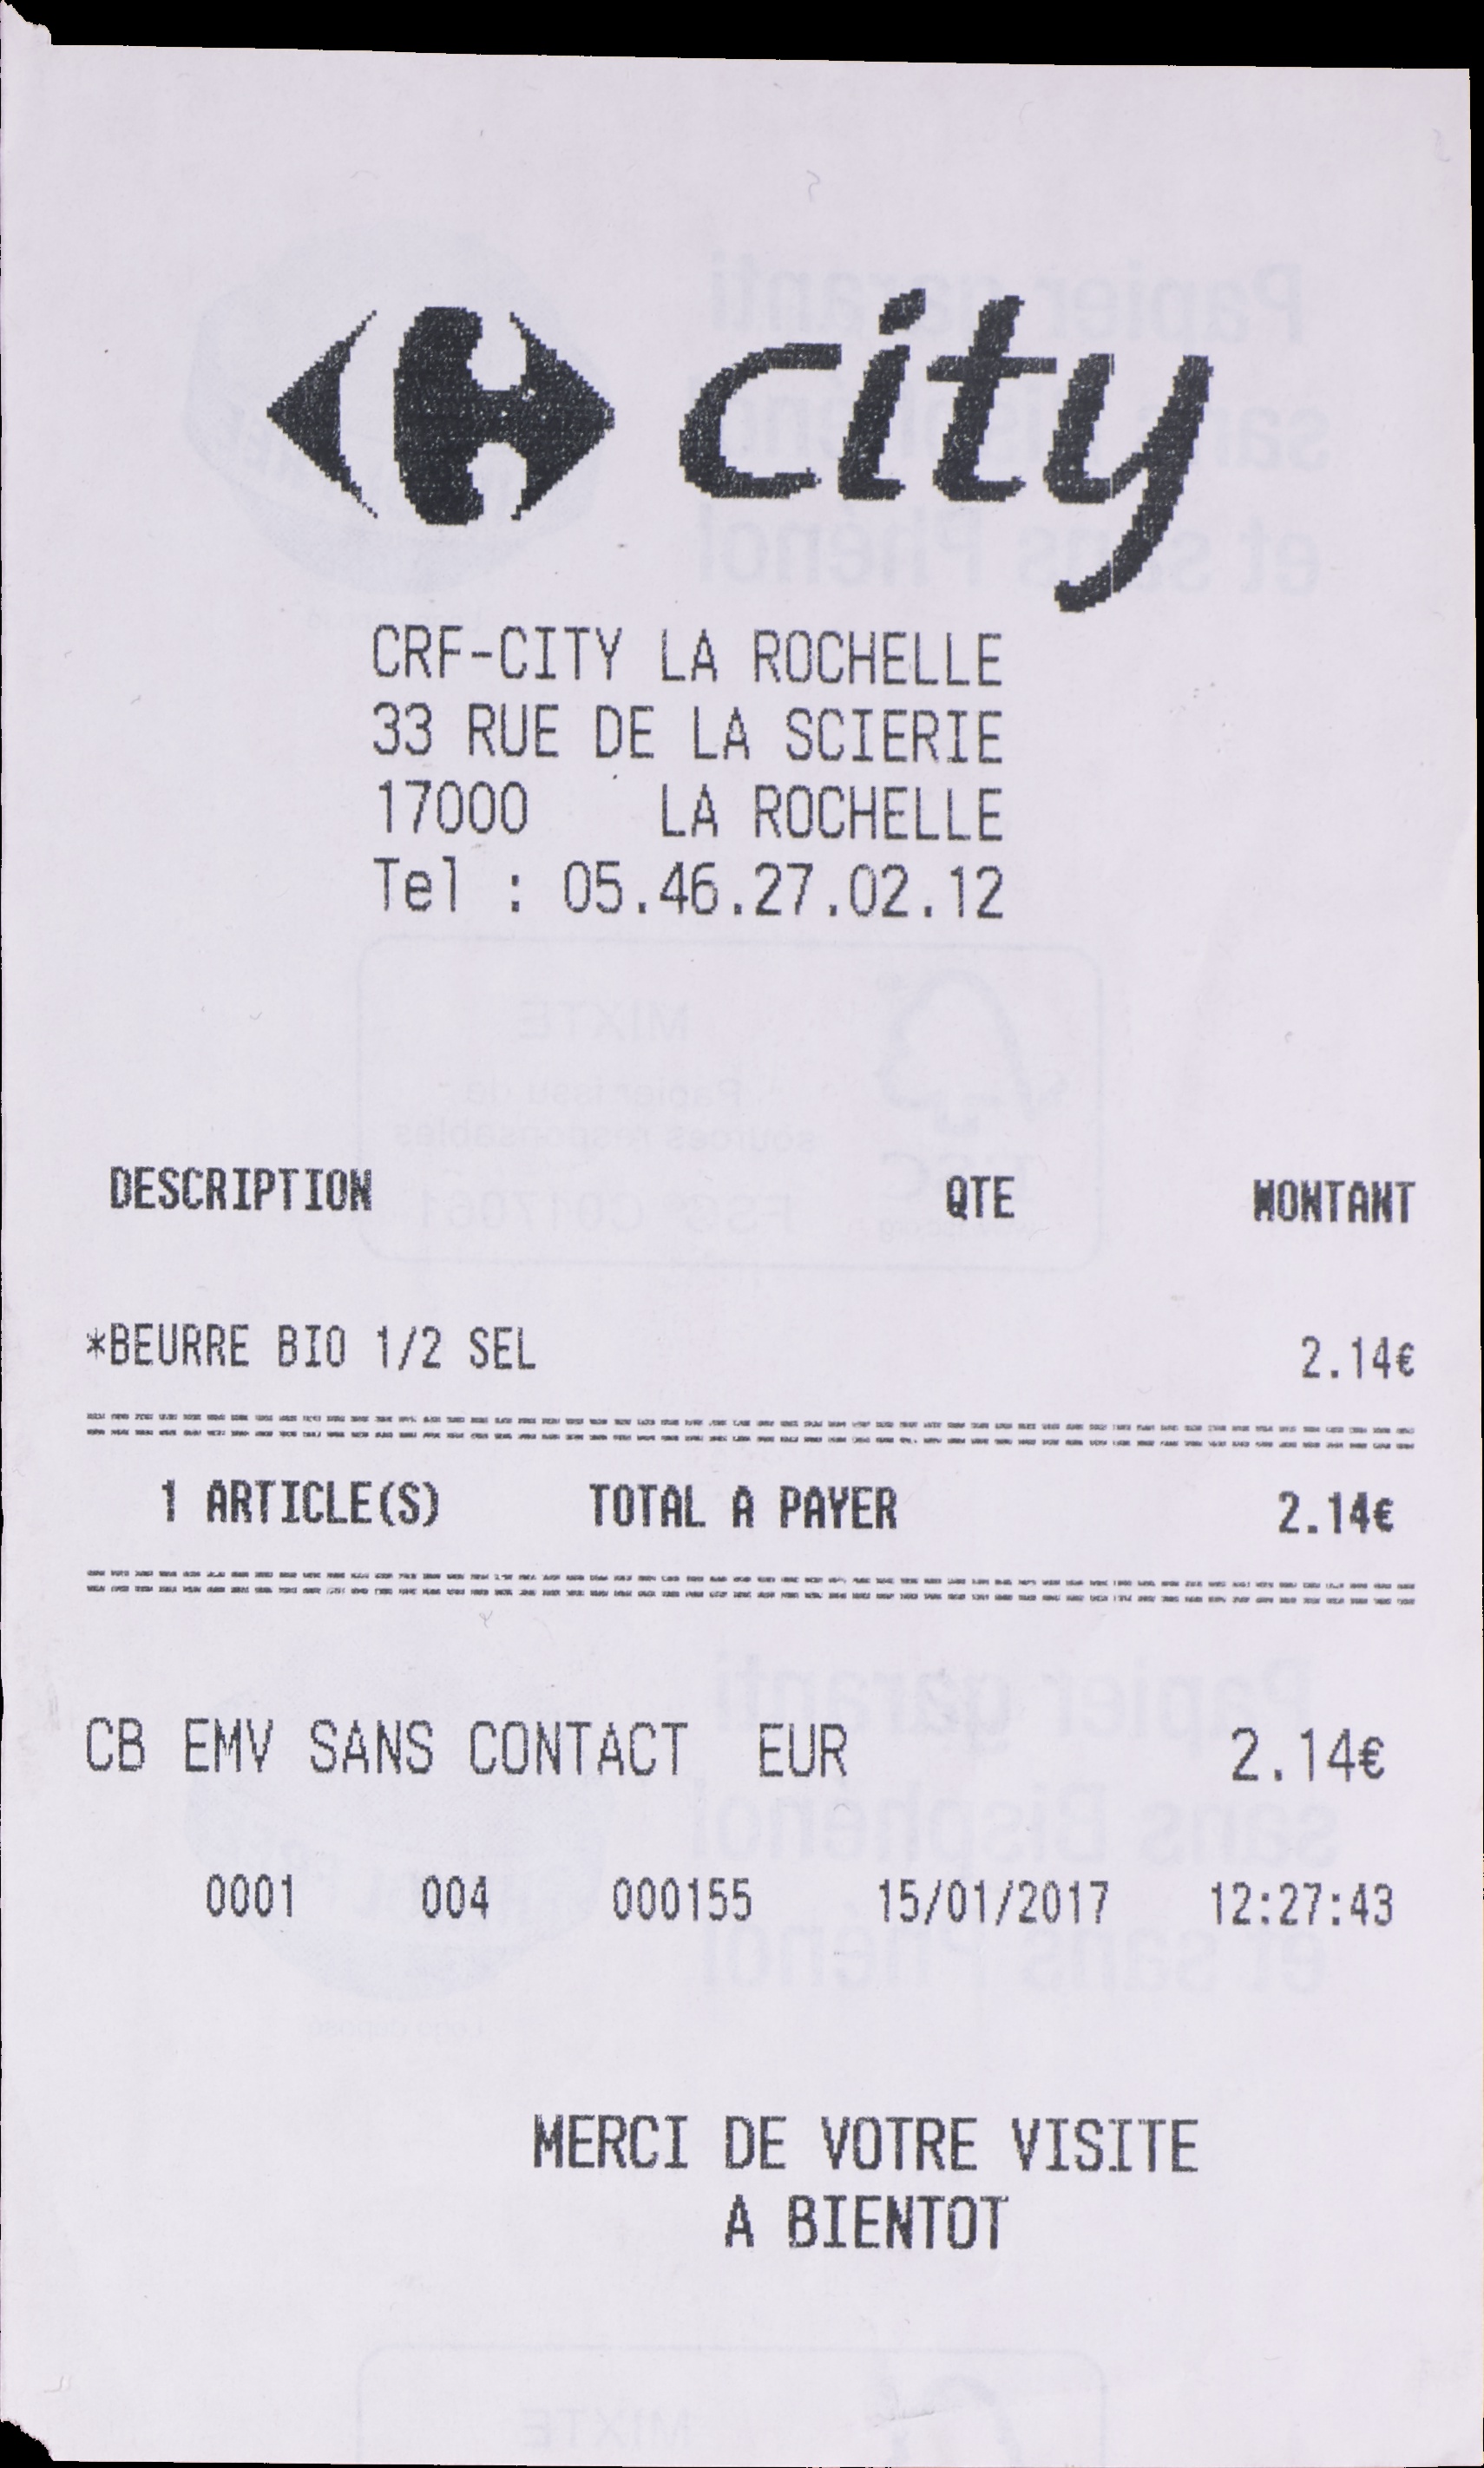 city
CRF-CITY LA ROCHELLE
33 RUE DE LA SCIERIE
17000 LA ROCHELLE
Tel : 05.46.27.02.12
DESCRIPTION QTE MONTANT
*BEURRE BIO 1/2 SEL 2.14€
1 ARTICLE(S) TOTAL A PAYER 2.14€
CB EMV SANS CONTACT EUR 2.14€
0001 004 000155 15/01/2017 12:27:43
MERCI DE VOTRE VISITE
A BIENTOT